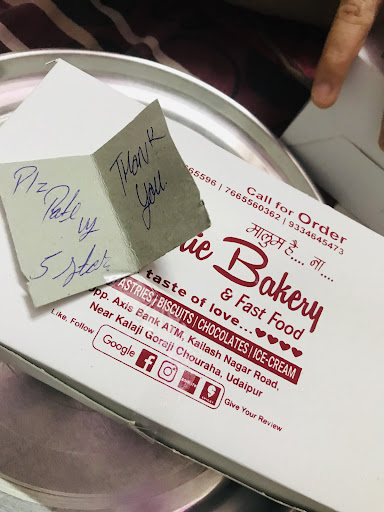 Plz
Rate
us
5 star
THANK
YOU
Call for Order
65596 | 7665560362 | 9334645473
मालुम है... ना....
ie Bakery
& Fast Food
taste of love...
ASTRIES | BISCUITS | CHOCOLATES | ICE-CREAM
pp. Axis Bank ATM, Kailash Nagar Road,
Near Kalaji Goraji Chouraha, Udaipur
Like, Follow Google Give Your Review